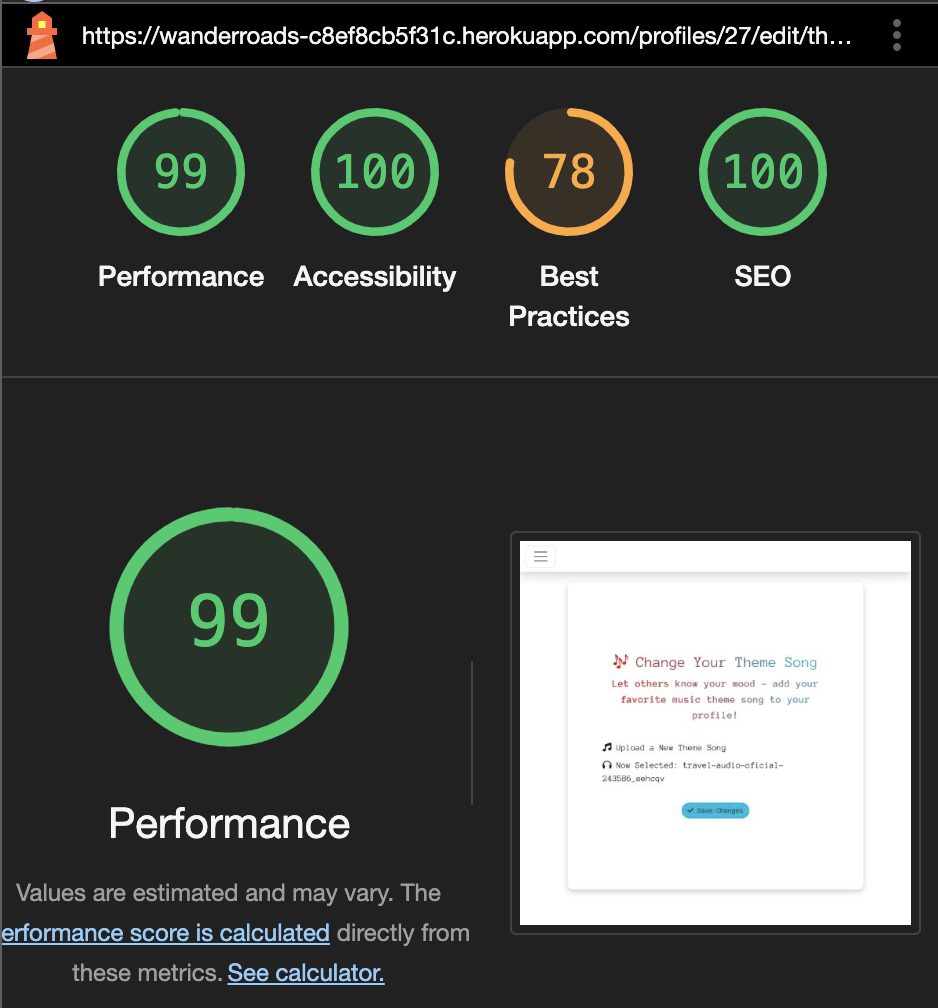 https://wanderroads-c8ef8cb5f31c.herokuapp.com/profiles/27/edit/th...
99
100
78
100
Performance
Accessibility
Best
Practices
SEO
99
Performance
Values are estimated and may vary. The
erformance score is calculated directly from
these metrics. See calculator.
🎶 Change Your Theme Song
Let others know your mood – add your
favorite music theme song to your
profile!
🎵 Upload a New Theme Song
🎧 Now Selected: travel-audio-oficial-
243586_eehcqv
✔ Save Changes